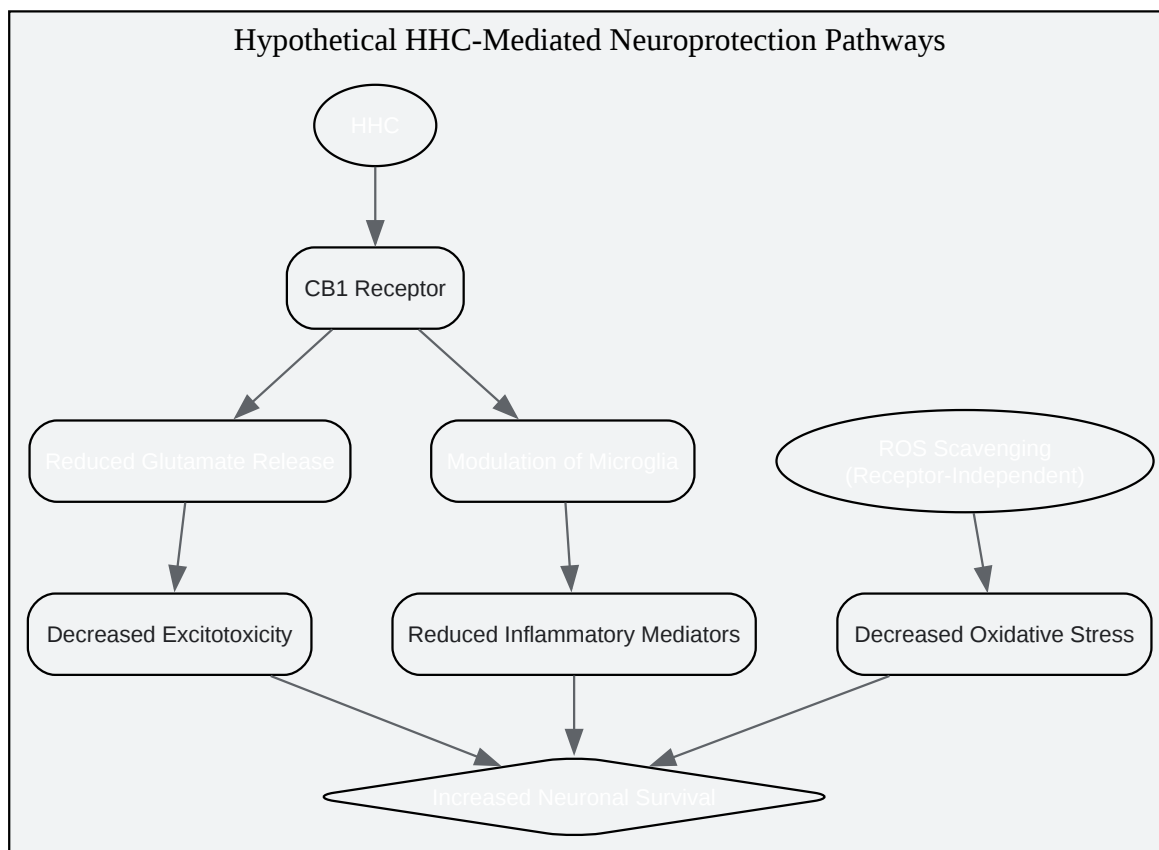 Hypothetical HHC-Mediated Neuroprotection Pathways
HHC
CB1 Receptor
Reduced Glutamate Release
Modulation of Microglia
ROS Scavenging
(Receptor-Independent)
Decreased Excitotoxicity
Reduced Inflammatory Mediators
Decreased Oxidative Stress
Increased Neuronal Survival